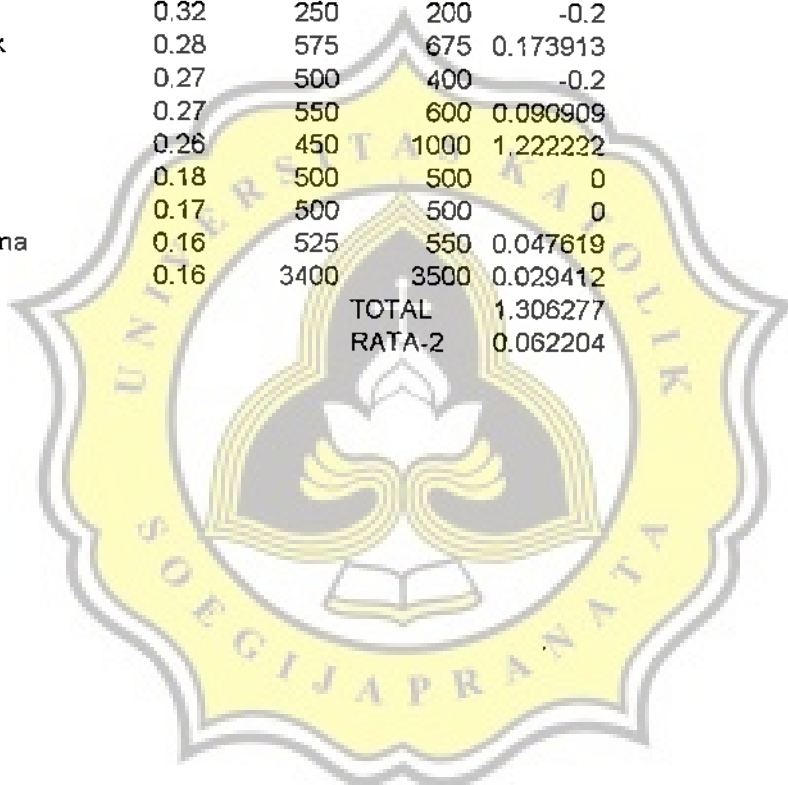 0.32 250 200 -0.2
k 0.28 575 675 0.173913
0.27 500 400 -0.2
0.27 550 600 0.090909
0.26 450 1000 1.222222
0.18 500 500 0
0.17 500 500 0
ma 0.16 525 550 0.047619
0.16 3400 3500 0.029412
TOTAL 1.306277
RATA-2 0.062204
UNIVERSITAS KATOLIK
SOEGIJAPRANATA